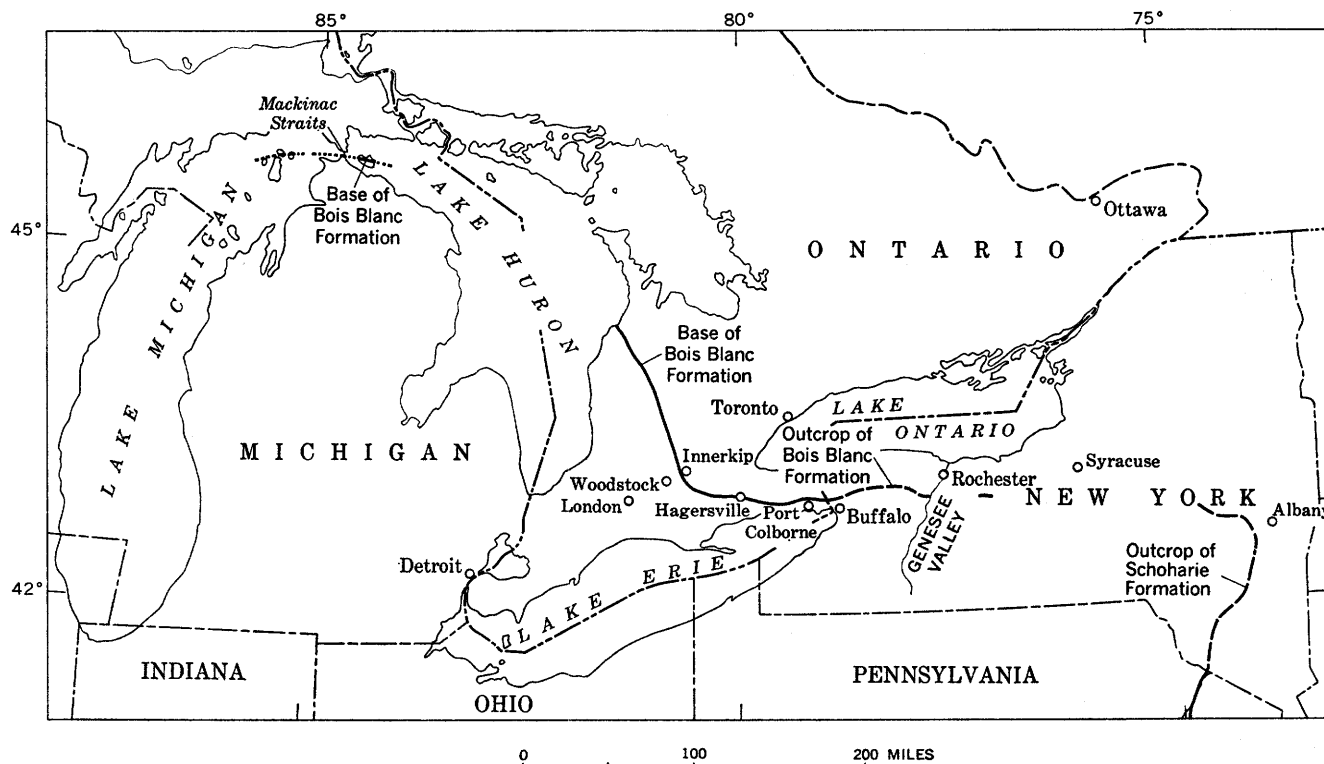 85°
80°
75°
Mackinac
Straits
Base of
Bois Blanc
Formation
LAKE HURON
LAKE MICHIGAN
45°
Ottawa
ONTARIO
Base of
Bois Blanc
Formation
Toronto
LAKE
ONTARIO
Outcrop of
Bois Blanc
Formation
MICHIGAN
Innerkip
Woodstock
London
Hagersville
Port
Colborne
Buffalo
Rochester
Syracuse
NEW YORK
Albany
GENESEE
VALLEY
Outcrop of
Schoharie
Formation
Detroit
42°
LAKE ERIE
LAKE MICHIGAN
INDIANA
OHIO
PENNSYLVANIA
0 100 200 MILES